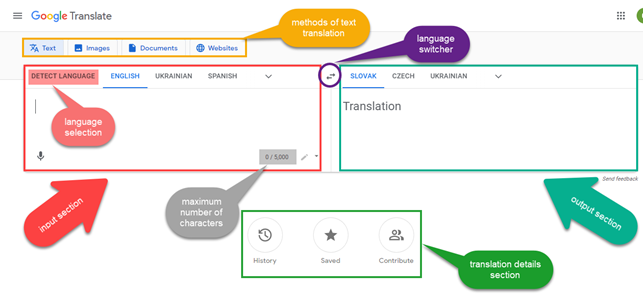 Google Translate
methods of text
translation
language
switcher
Text
Images
Documents
Websites
DETECT LANGUAGE
ENGLISH
UKRAINIAN
SPANISH
SLOVAK
CZECH
UKRAINIAN
Translation
language
selection
0 / 5,000
Send feedback
input section
maximum
number of
characters
output section
History
Saved
Contribute
translation details
section